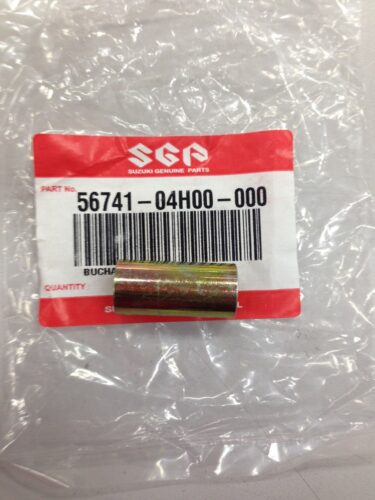 SGP
SUZUKI GENUINE PARTS
PART No.
56741-04H00-000
BUCHA
QUANTITY: